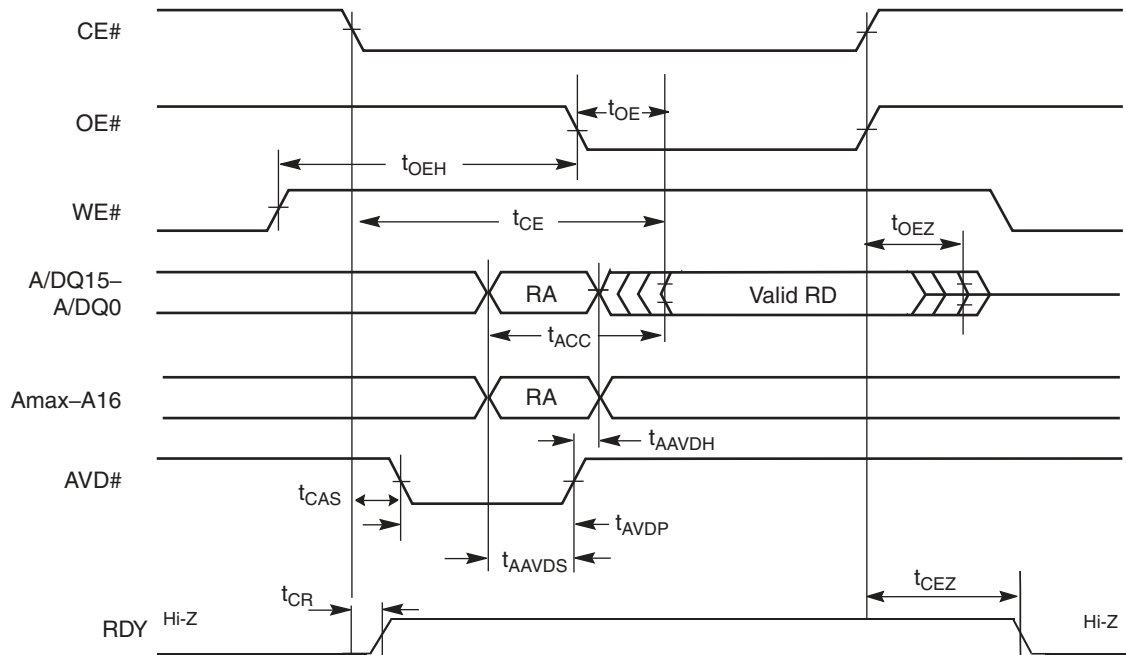 CE#
OE#
tOE
tOEH
WE#
tCE
tOEZ
A/DQ15–
A/DQ0
RA
Valid RD
tACC
Amax–A16
RA
tAAVDH
AVD#
tCAS
tAVDP
tAAVDS
tCEZ
tCR
RDY
Hi-Z
Hi-Z